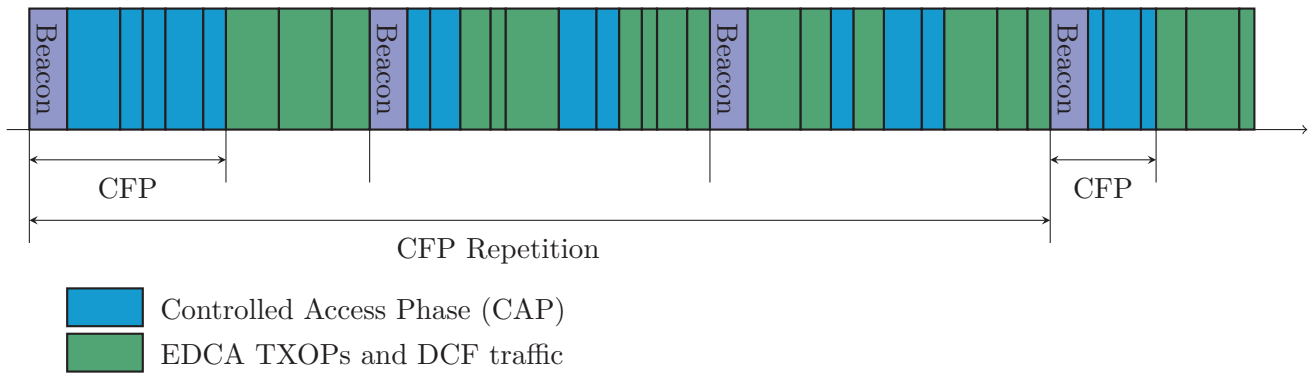 Beacon
Beacon
Beacon
Beacon
CFP
CFP
CFP Repetition
Controlled Access Phase (CAP)
EDCA TXOPs and DCF traffic